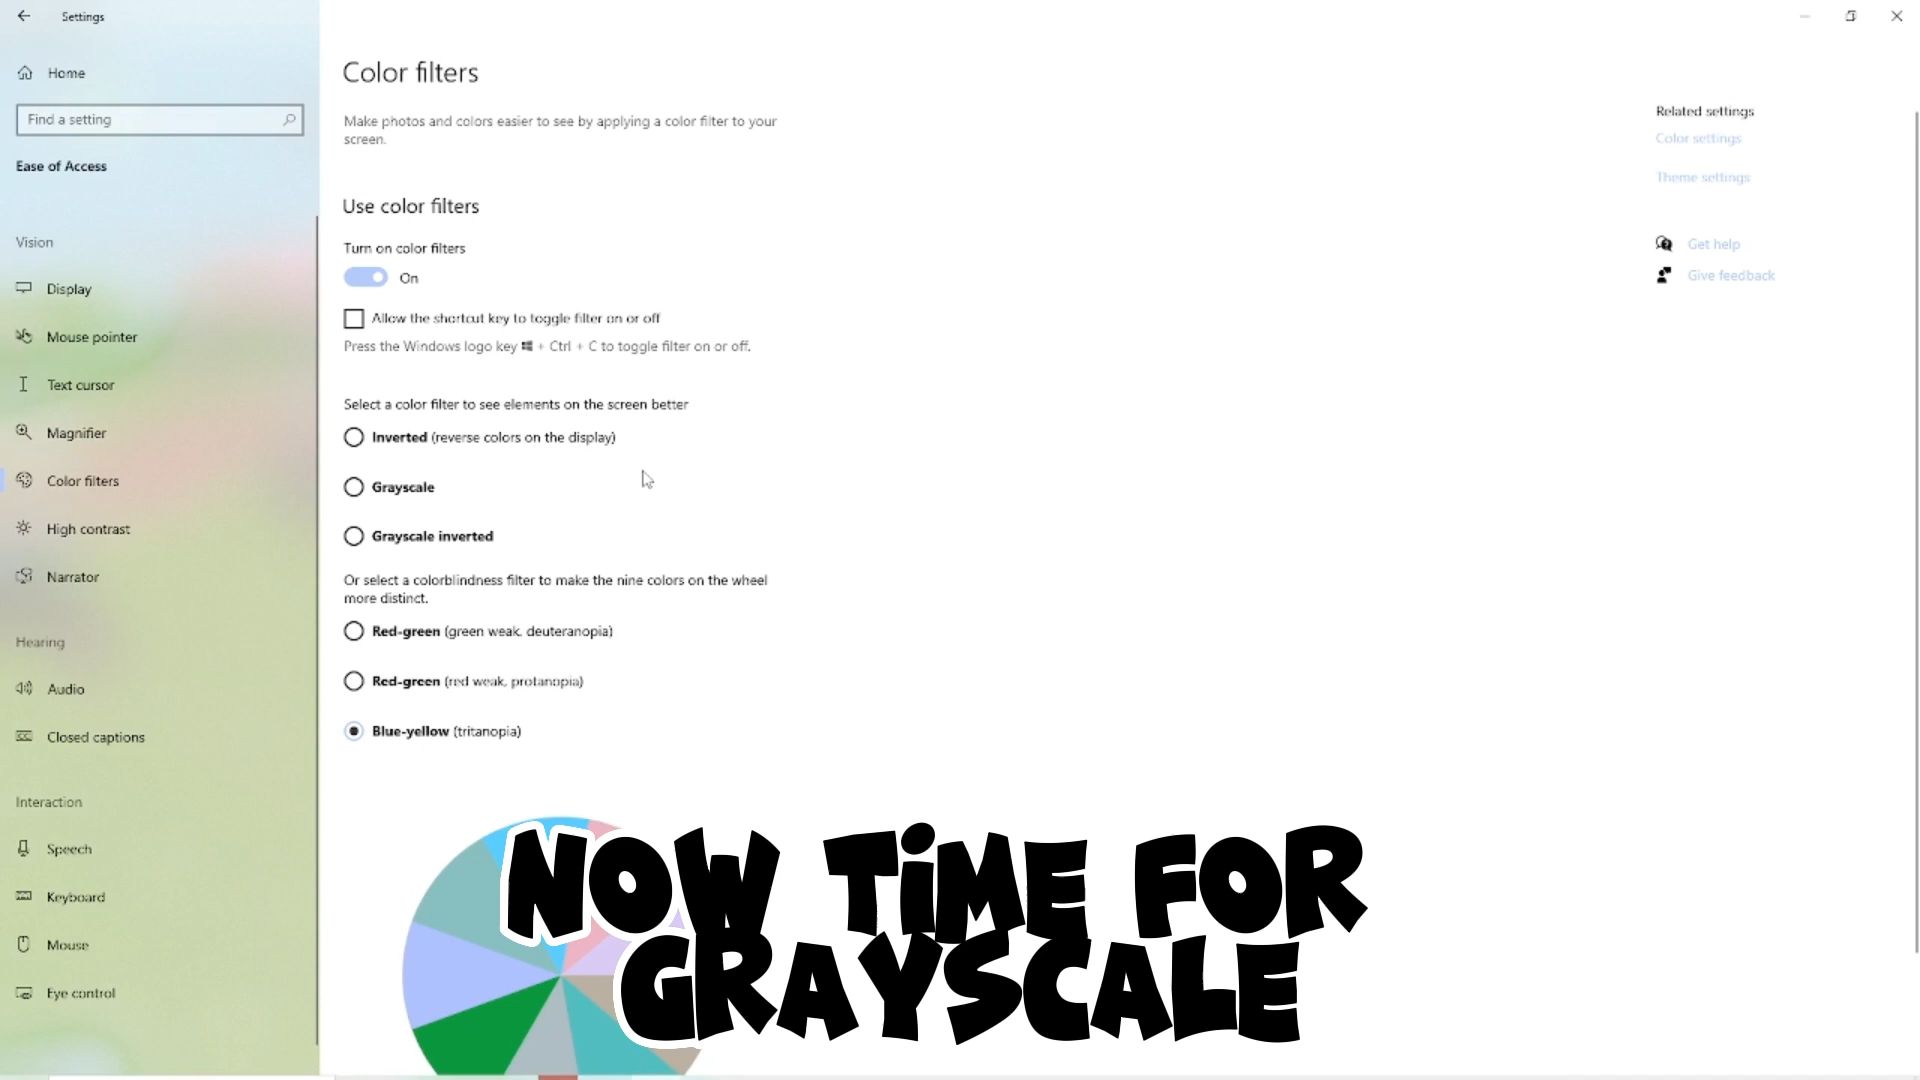 Settings
Home
Find a setting
Ease of Access
Vision
Display
Mouse pointer
Text cursor
Magnifier
Color filters
High contrast
Narrator
Hearing
Audio
Closed captions
Interaction
Speech
Keyboard
Mouse
Eye control
Color filters
Make photos and colors easier to see by applying a color filter to your
screen.
Use color filters
Turn on color filters
On
Allow the shortcut key to toggle filter on or off
Press the Windows logo key + Ctrl + C to toggle filter on or off.
Select a color filter to see elements on the screen better
Inverted (reverse colors on the display)
Grayscale
Grayscale inverted
Or select a colorblindness filter to make the nine colors on the wheel
more distinct.
Red-green (green weak, deuteranopia)
Red-green (red weak, protanopia)
Blue-yellow (tritanopia)
NOW TiME FOR
GRAYSCALE
Related settings
Color settings
Theme settings
Get help
Give feedback